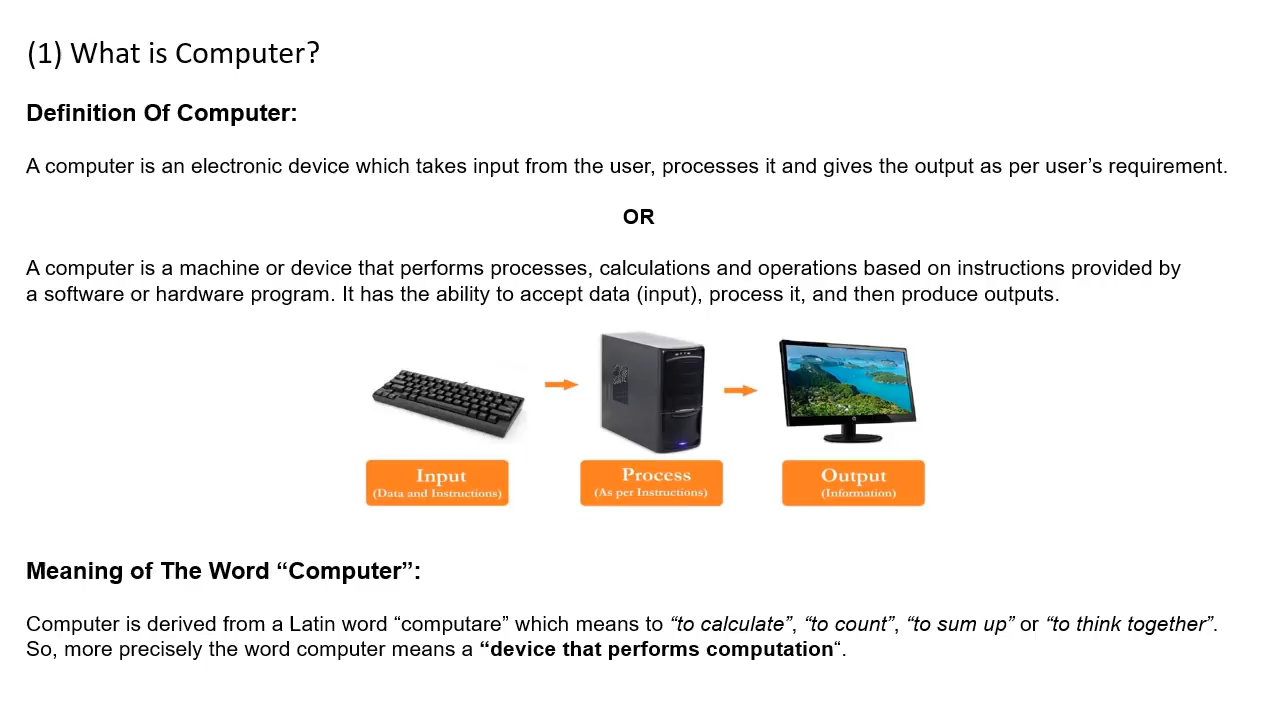 (1) What is Computer?
Definition Of Computer:
A computer is an electronic device which takes input from the user, processes it and gives the output as per user’s requirement.
OR
A computer is a machine or device that performs processes, calculations and operations based on instructions provided by
a software or hardware program. It has the ability to accept data (input), process it, and then produce outputs.
Input
(Data and Instructions)
Process
(As per Instructions)
Output
(Information)
Meaning of The Word “Computer”:
Computer is derived from a Latin word “computare” which means to “to calculate”, “to count”, “to sum up” or “to think together”.
So, more precisely the word computer means a “device that performs computation“.